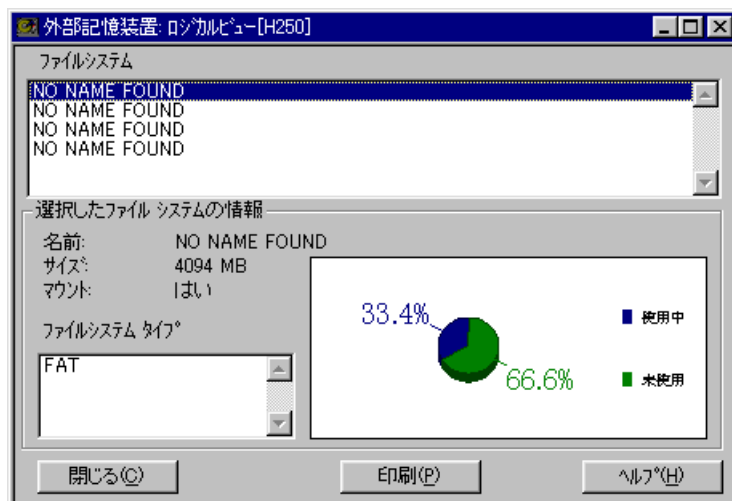 外部記憶装置: ロジカルビュー[H250]
ファイルシステム
NO NAME FOUND
NO NAME FOUND
NO NAME FOUND
NO NAME FOUND
選択したファイル システムの情報
名前: NO NAME FOUND
サイズ: 4094 MB
マウント: はい
ファイルシステム タイプ
FAT
33.4%
66.6%
使用中
未使用
閉じる(C)
印刷(P)
ヘルプ(H)